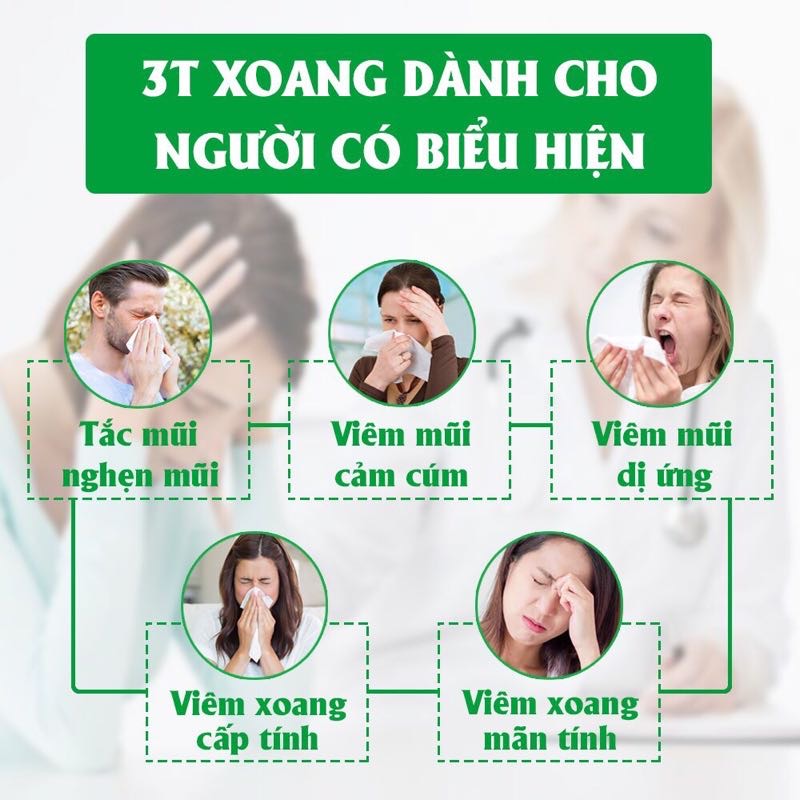 3T XOANG DÀNH CHO
NGƯỜI CÓ BIỂU HIỆN
Tắc mũi
nghẹn mũi
Viêm mũi
cảm cúm
Viêm mũi
dị ứng
Viêm xoang
cấp tính
Viêm xoang
mãn tính